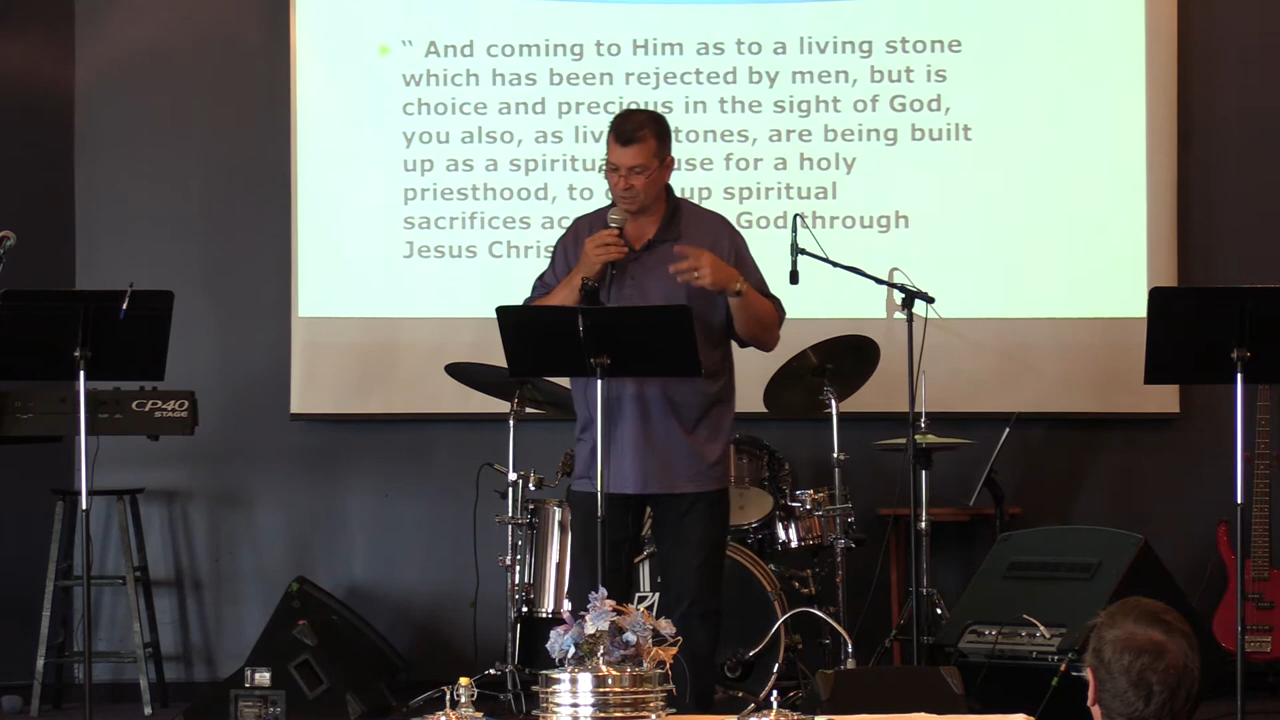 “ And coming to Him as to a living stone
which has been rejected by men, but is
choice and precious in the sight of God,
you also, as tones, are being built
up as a for a holy
priesthood, to up spiritual
sacrifices God through
Jesus
CP40
STAGE